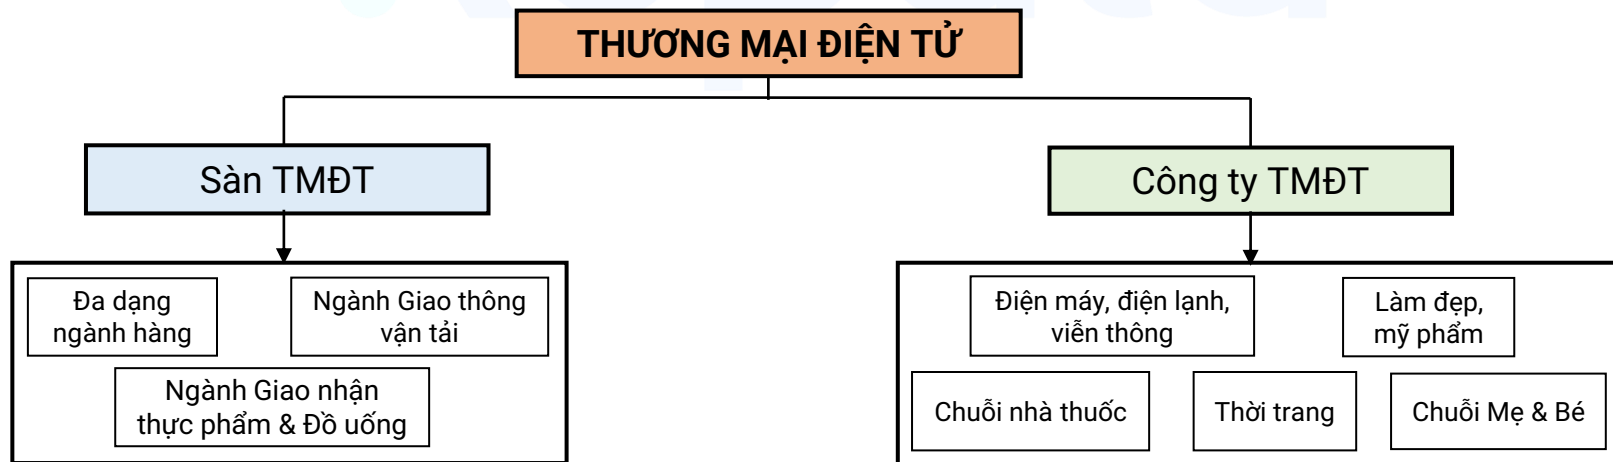 THƯƠNG MẠI ĐIỆN TỬ
Sàn TMĐT
Công ty TMĐT
Đa dạng
ngành hàng
Ngành Giao thông
vận tải
Ngành Giao nhận
thực phẩm & Đồ uống
Điện máy, điện lạnh,
viễn thông
Làm đẹp,
mỹ phẩm
Chuỗi nhà thuốc
Thời trang
Chuỗi Mẹ & Bé